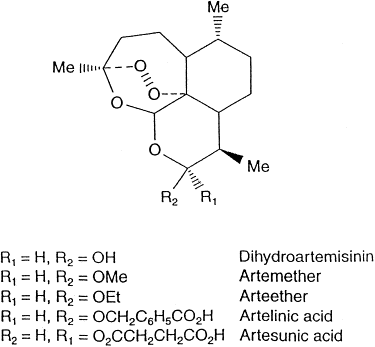 Me
Me
O
O
O
O
Me
R₂ R₁
R₁ = H, R₂ = OH Dihydroartemisinin
R₁ = H, R₂ = OMe Artemether
R₁ = H, R₂ = OEt Arteether
R₁ = H, R₂ = OCH₂C₆H₅CO₂H Artelinic acid
R₂ = H, R₁ = O₂CCH₂CH₂CO₂H Artesunic acid